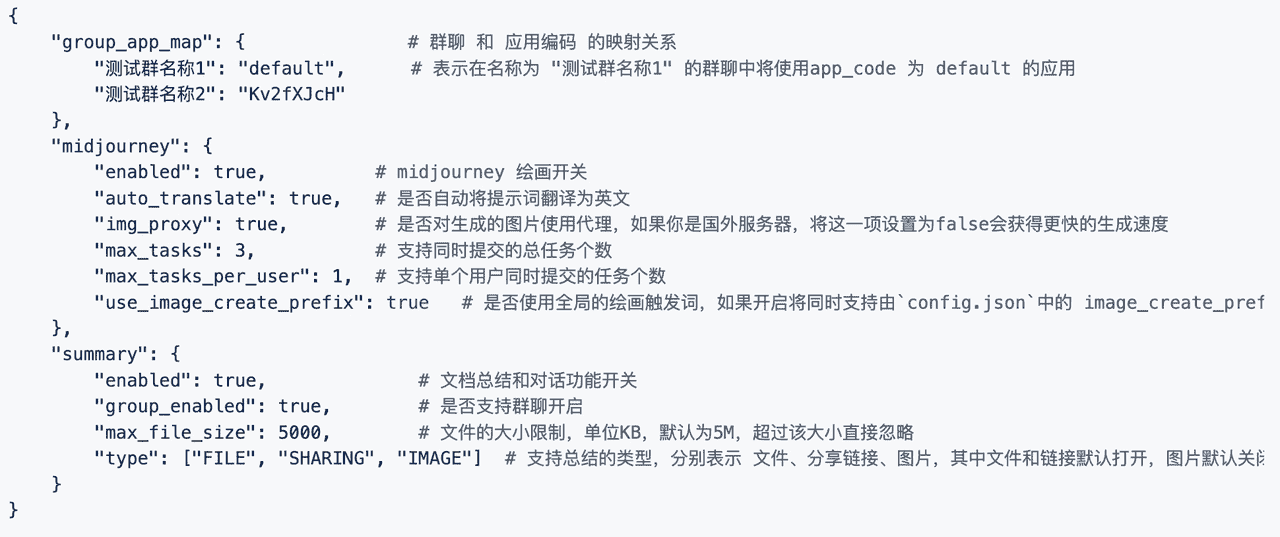 {
    "group_app_map": {               # 群聊 和 应用编码 的映射关系
        "测试群名称1": "default",      # 表示在名称为 "测试群名称1" 的群聊中将使用app_code 为 default 的应用
        "测试群名称2": "Kv2fXJcH"
    },
    "midjourney": {
        "enabled": true,          # midjourney 绘画开关
        "auto_translate": true,   # 是否自动将提示词翻译为英文
        "img_proxy": true,        # 是否对生成的图片使用代理，如果你是国外服务器，将这一项设置为false会获得更快的生成速度
        "max_tasks": 3,           # 支持同时提交的总任务个数
        "max_tasks_per_user": 1,  # 支持单个用户同时提交的任务个数
        "use_image_create_prefix": true   # 是否使用全局的绘画触发词，如果开启将同时支持由`config.json`中的 image_create_pref
    },
    "summary": {
        "enabled": true,              # 文档总结和对话功能开关
        "group_enabled": true,        # 是否支持群聊开启
        "max_file_size": 5000,        # 文件的大小限制，单位KB，默认为5M，超过该大小直接忽略
        "type": ["FILE", "SHARING", "IMAGE"]  # 支持总结的类型，分别表示 文件、分享链接、图片，其中文件和链接默认打开，图片默认关闭
    }
}